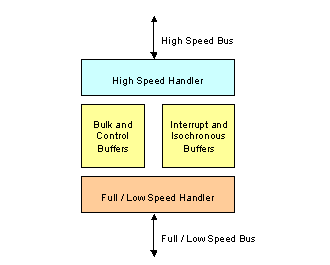 High Speed Bus
High Speed Handler
Bulk and
Control
Buffers
Interrupt and
Isochronous
Buffers
Full / Low Speed Handler
Full / Low Speed Bus